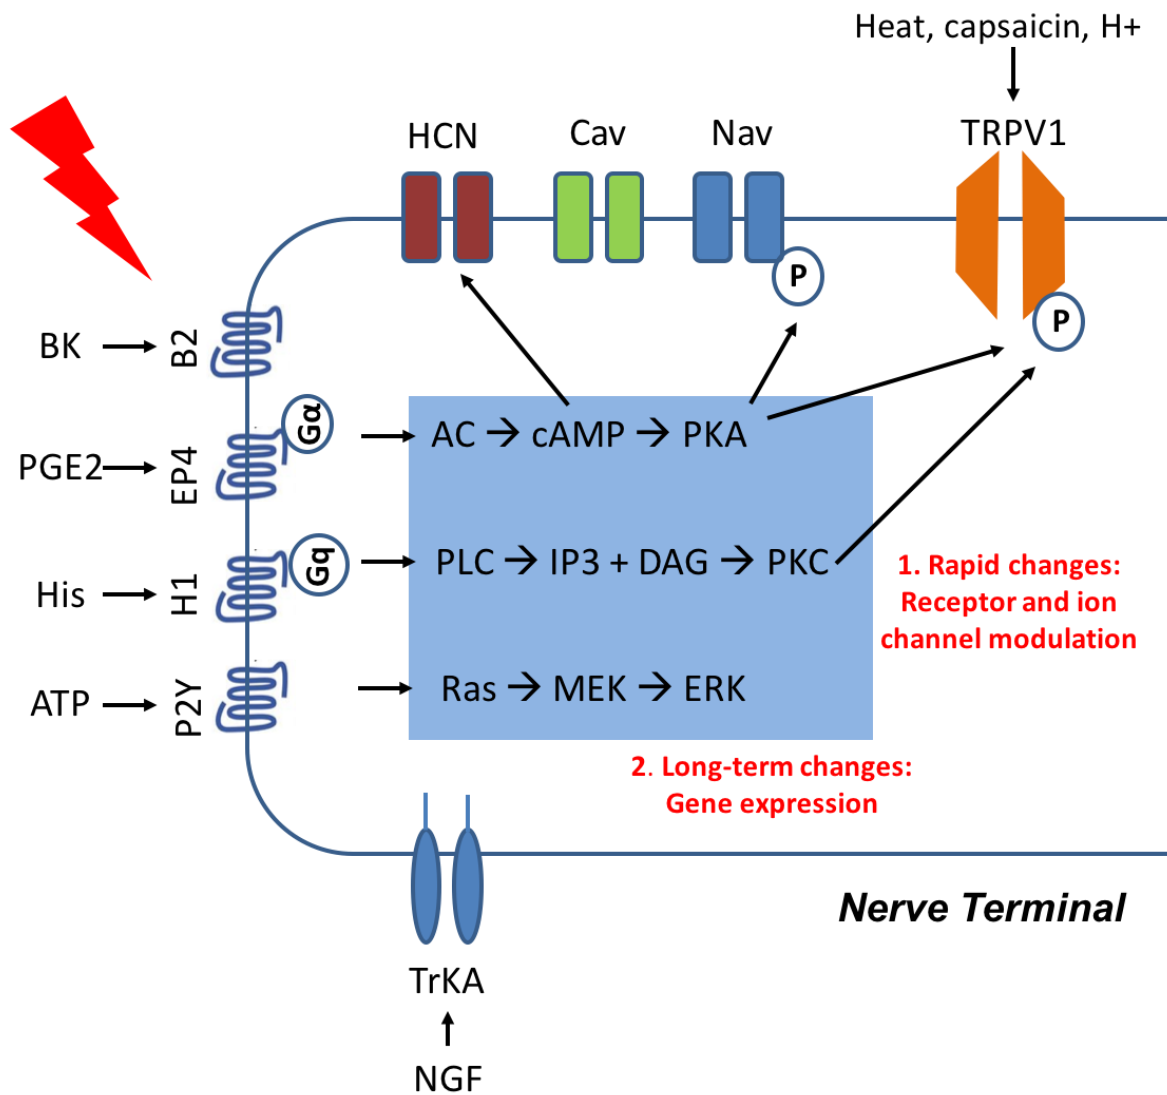 Heat, capsaicin, H+
HCN
Cav
Nav
TRPV1
P
P
BK
B2
Gα
AC → cAMP → PKA
PGE2
EP4
Gq
PLC → IP3 + DAG → PKC
His
H1
1. Rapid changes:
Receptor and ion
channel modulation
Ras → MEK → ERK
ATP
P2Y
2. Long-term changes:
Gene expression
Nerve Terminal
TrKA
NGF